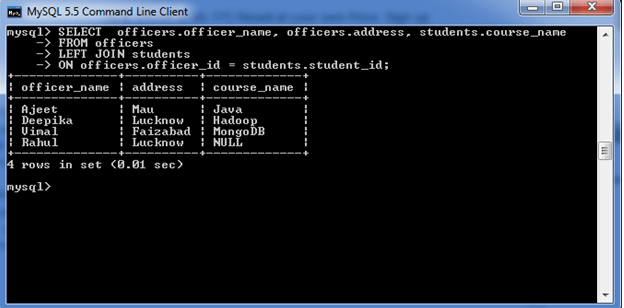 MySQL 5.5 Command Line Client
mysql> SELECT  officers.officer_name, officers.address, students.course_name
    -> FROM officers
    -> LEFT JOIN students
    -> ON officers.officer_id = students.student_id;
+--------------+----------+-------------+
| officer_name | address  | course_name |
+--------------+----------+-------------+
| Ajeet        | Mau      | Java        |
| Deepika      | Lucknow  | Hadoop      |
| Vimal        | Faizabad | MongoDB     |
| Rahul        | Lucknow  | NULL        |
+--------------+----------+-------------+
4 rows in set (0.01 sec)
mysql>